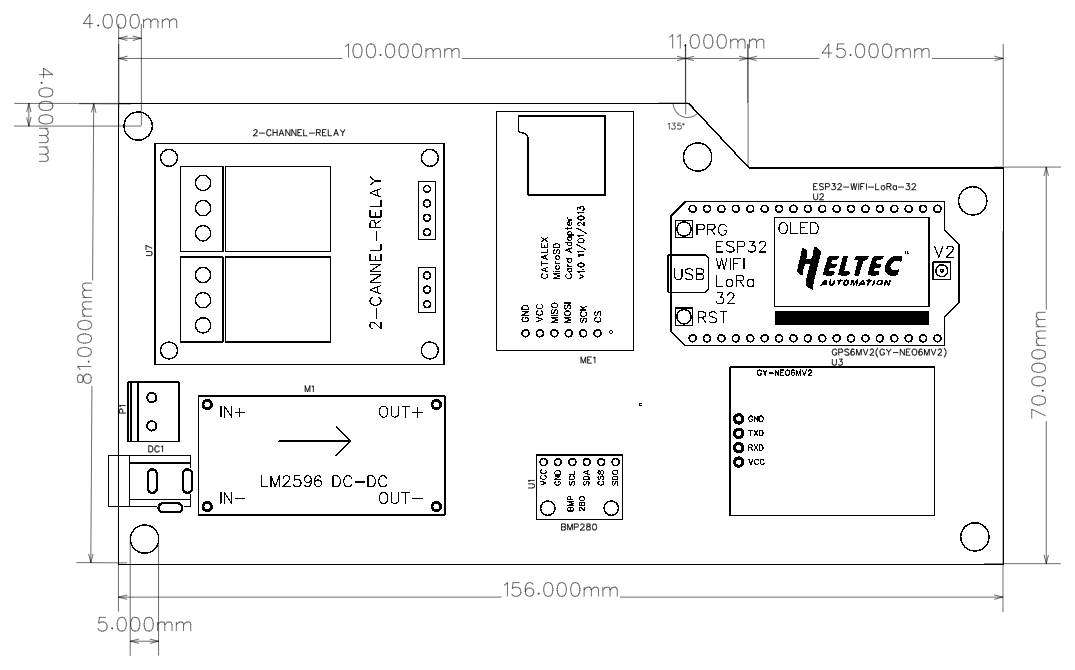 4.000mm
100.000mm
11.000mm
45.000mm
4.000mm
135°
2-CHANNEL-RELAY
ESP32-WIFI-LoRa-32
U2
U7
2-CANNEL-RELAY
CATALEX
MicroSD
Card Adapter
v1.0 11/01/2013
GND
VCC
MISO
MOSI
SCK
CS
ME1
PRG
ESP32
WIFI
LoRa
32
USB
RST
OLED
HELTEC™
AUTOMATION
V2
GPS6MV2(GY-NEO6MV2)
U3
GY-NEO6MV2
GND
TXD
RXD
VCC
81.000mm
70.000mm
P1
DC1
M1
IN+
OUT+
LM2596 DC-DC
IN-
OUT-
U1
VCC
GND
SCL
SDA
CSB
SDO
BMP
280
BMP280
156.000mm
5.000mm